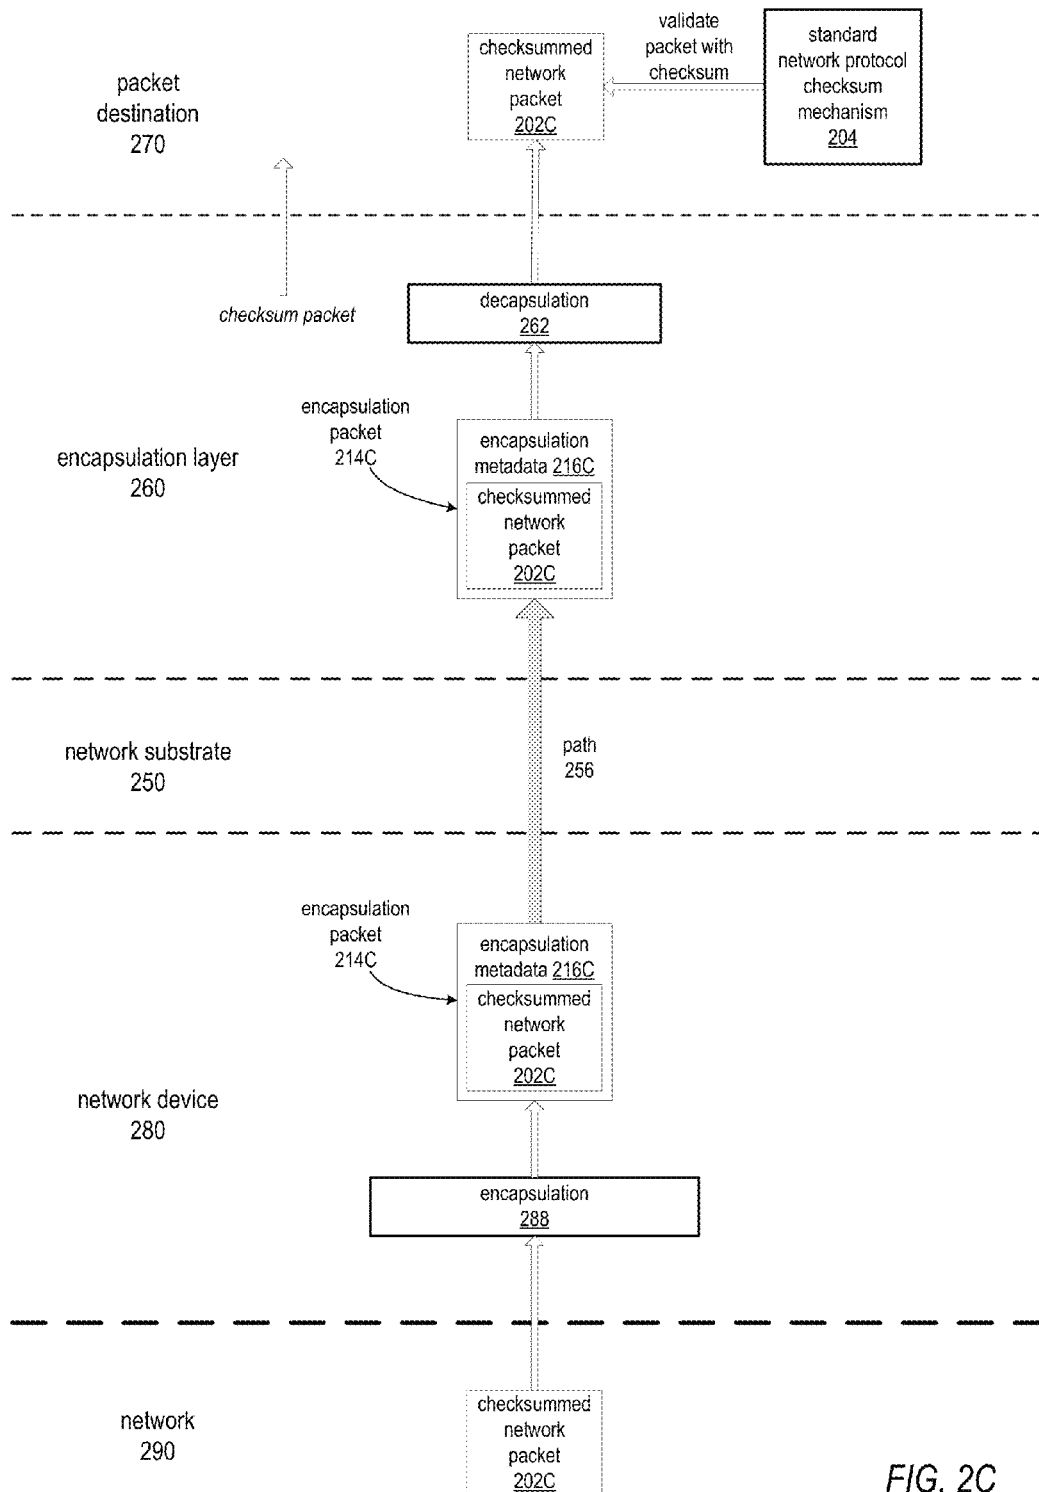 packet
destination
270
checksummed
network
packet
202C
validate
packet with
checksum
standard
network protocol
checksum
mechanism
204
checksum packet
decapsulation
262
encapsulation layer
260
encapsulation
packet
214C
encapsulation
metadata 216C
checksummed
network
packet
202C
network substrate
250
path
256
network device
280
encapsulation
packet
214C
encapsulation
metadata 216C
checksummed
network
packet
202C
encapsulation
288
network
290
checksummed
network
packet
202C
FIG. 2C